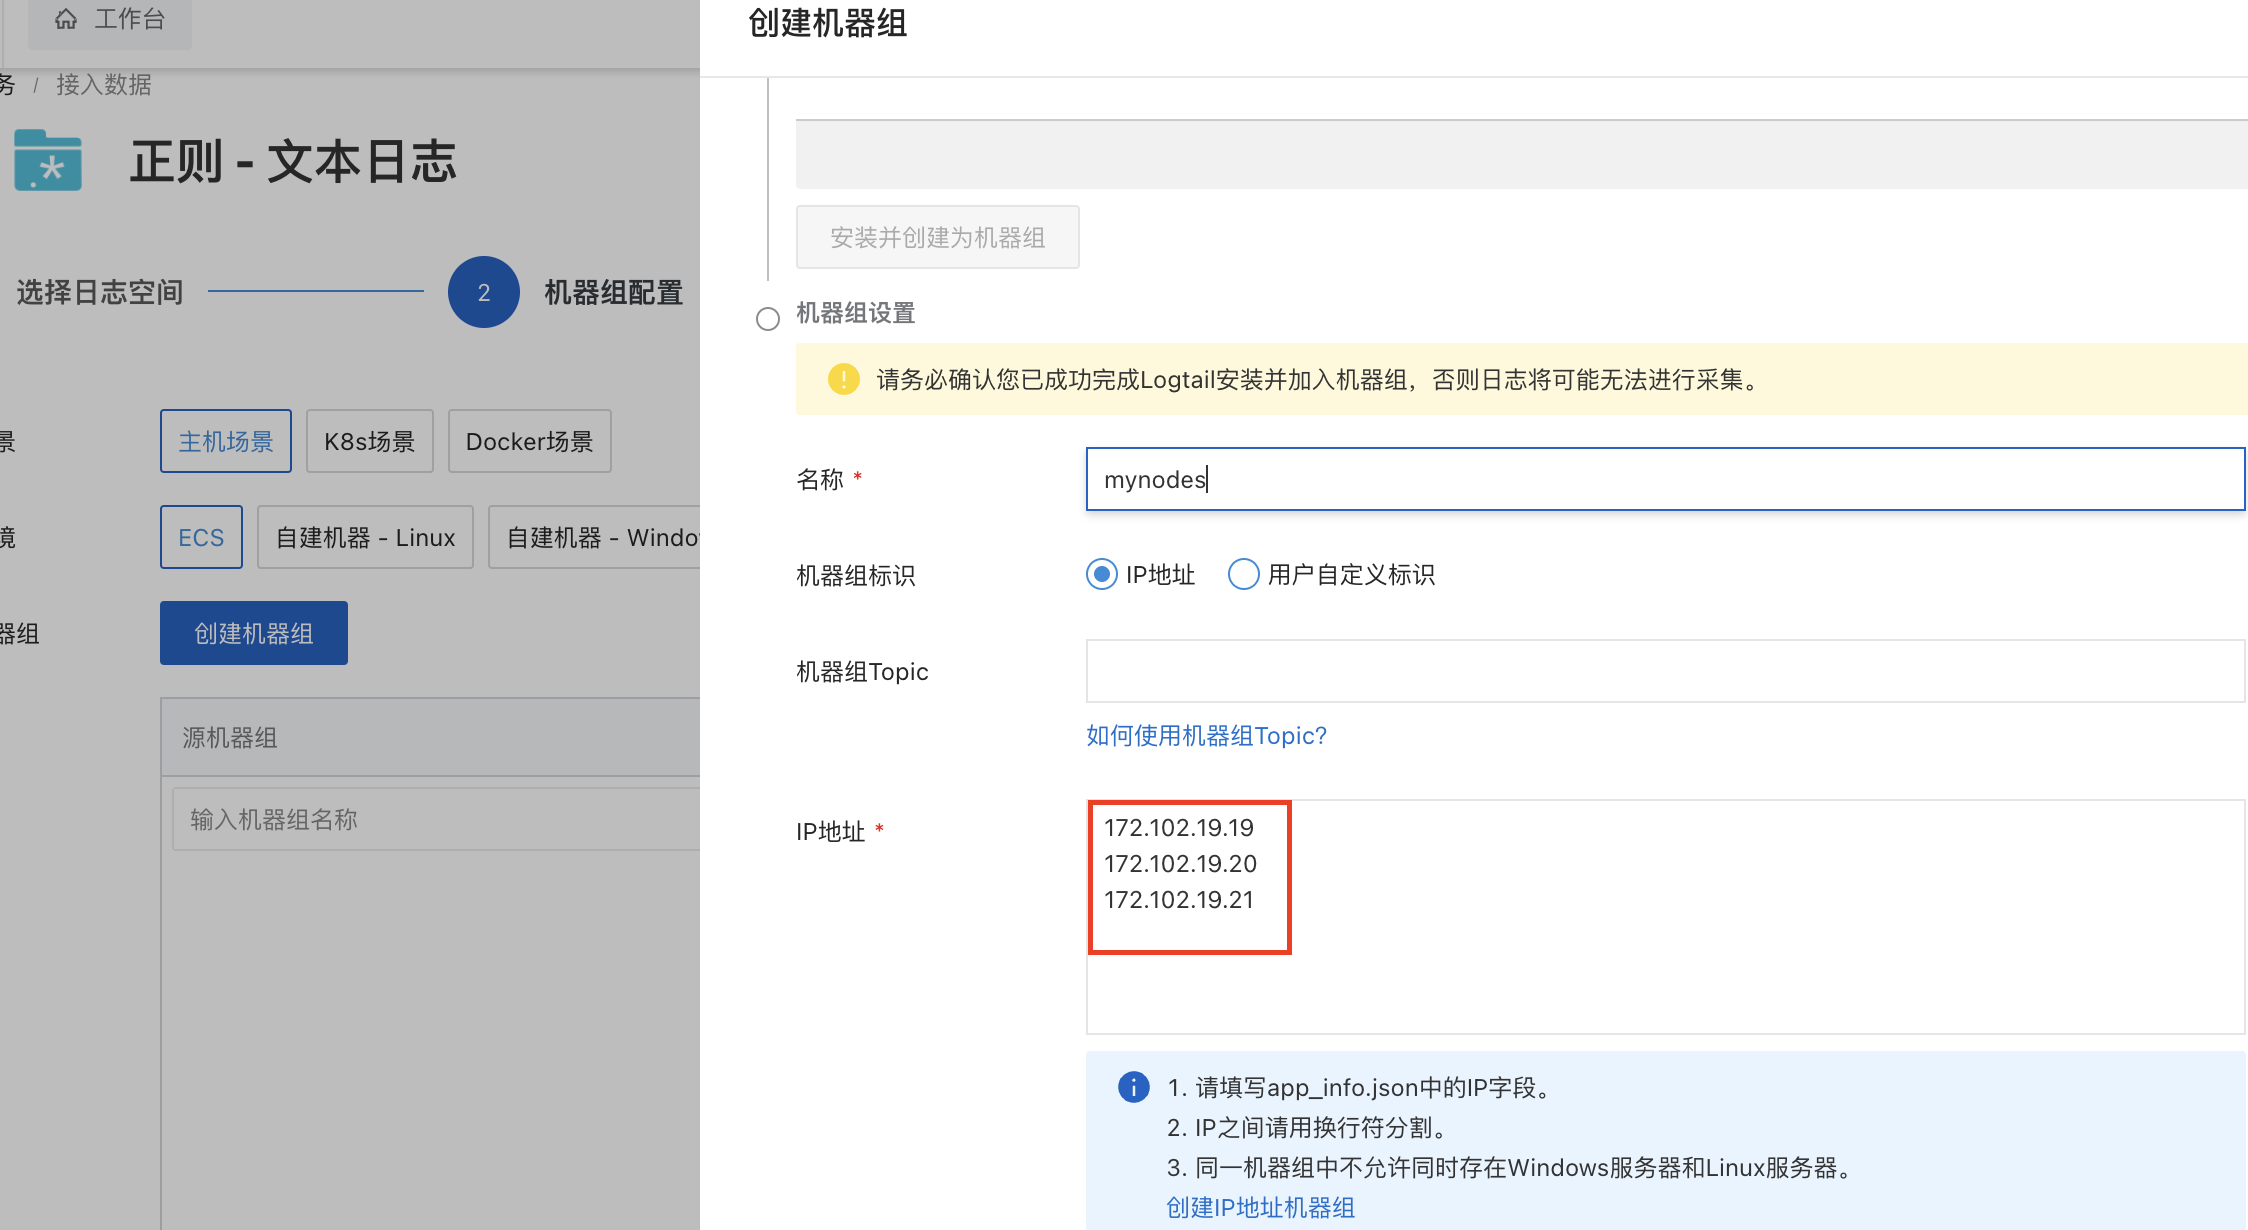 工作台
务 / 接入数据
正则 - 文本日志
选择日志空间
2
机器组配置
景
主机场景
K8s场景
Docker场景
境
ECS
自建机器 - Linux
自建机器 - Windo
器组
创建机器组
源机器组
输入机器组名称
创建机器组
安装并创建为机器组
机器组设置
请务必确认您已成功完成Logtail安装并加入机器组，否则日志将可能无法进行采集。
名称 *
mynodes
机器组标识
IP地址
用户自定义标识
机器组Topic
如何使用机器组Topic?
IP地址 *
172.102.19.19
172.102.19.20
172.102.19.21
1. 请填写app_info.json中的IP字段。
2. IP之间请用换行符分割。
3. 同一机器组中不允许同时存在Windows服务器和Linux服务器。
创建IP地址机器组